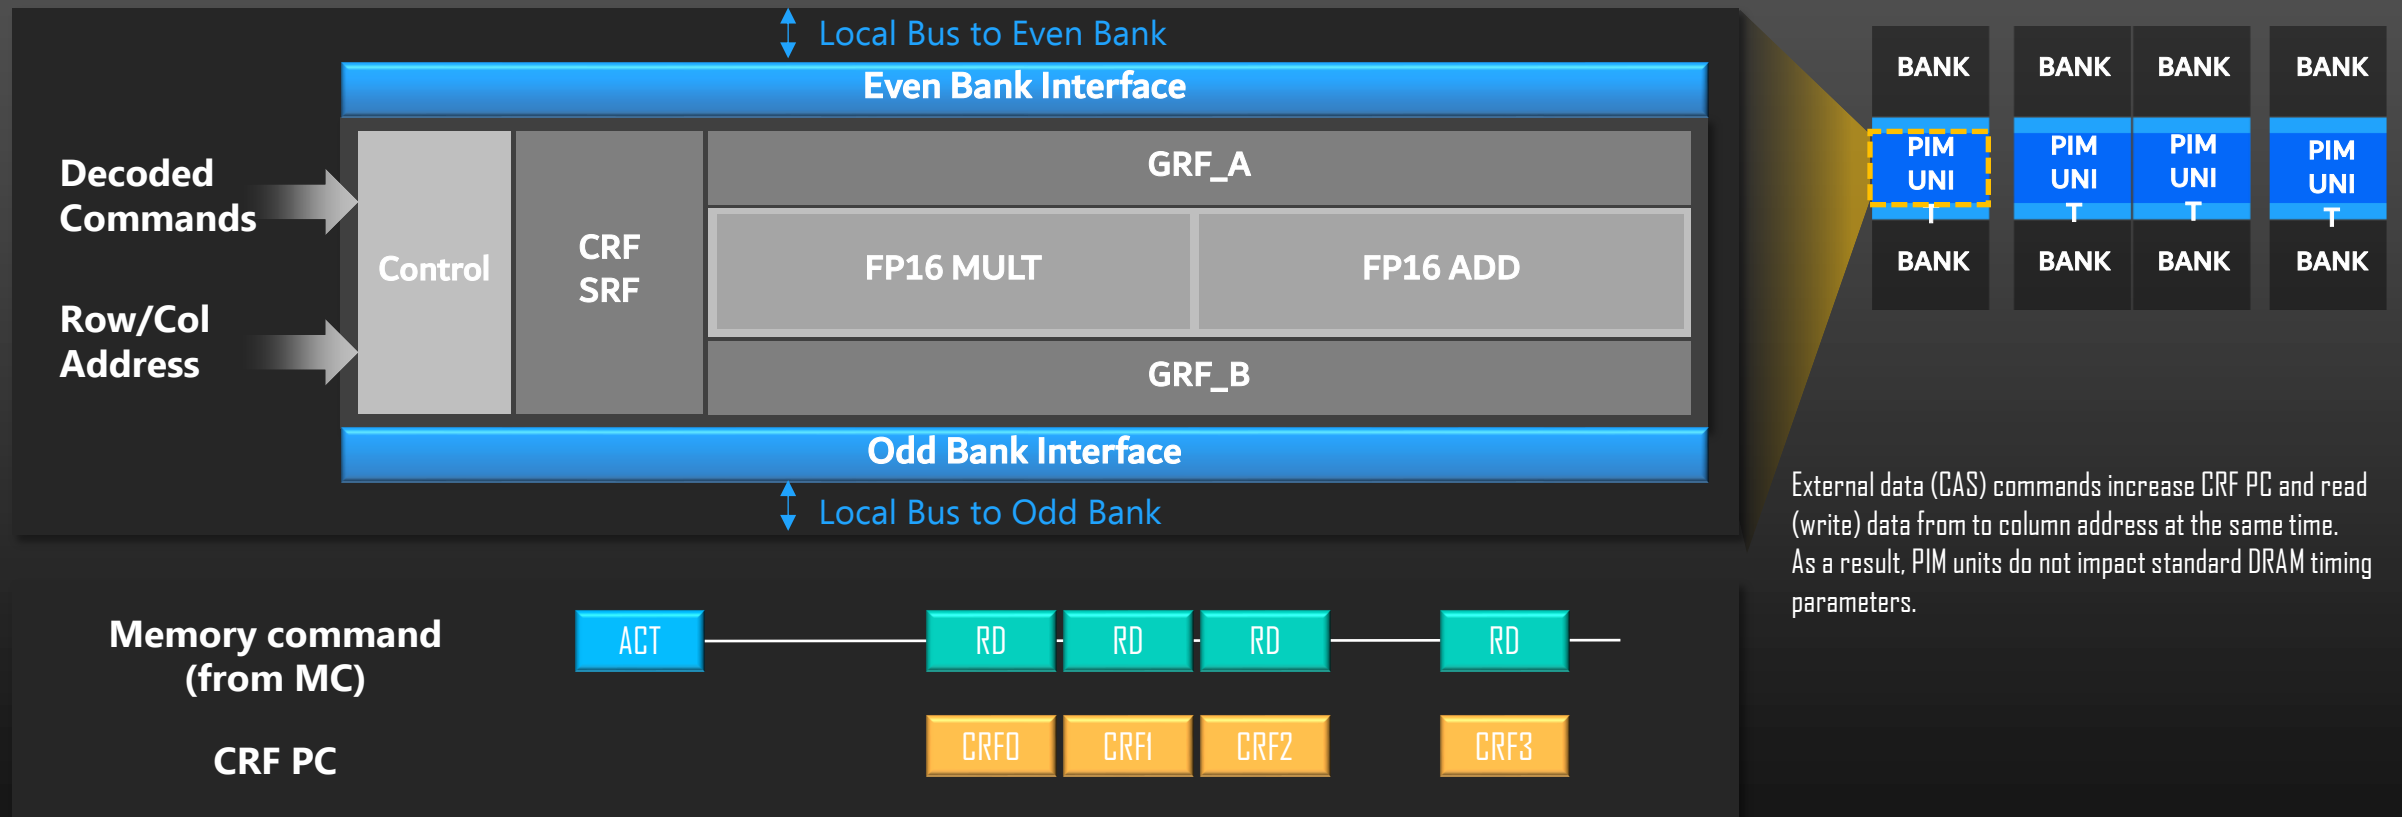 Local Bus to Even Bank
Even Bank Interface
Decoded
Commands
Row/Col
Address
Control
CRF
SRF
GRF_A
FP16 MULT
FP16 ADD
GRF_B
Odd Bank Interface
Local Bus to Odd Bank
BANK
BANK
BANK
BANK
PIM
UNI
T
PIM
UNI
T
PIM
UNI
T
PIM
UNI
T
BANK
BANK
BANK
BANK
External data (CAS) commands increase CRF PC and read
(write) data from to column address at the same time.
As a result, PIM units do not impact standard DRAM timing
parameters.
Memory command
(from MC)
ACT
RD
RD
RD
RD
CRF PC
CRF0
CRF1
CRF2
CRF3